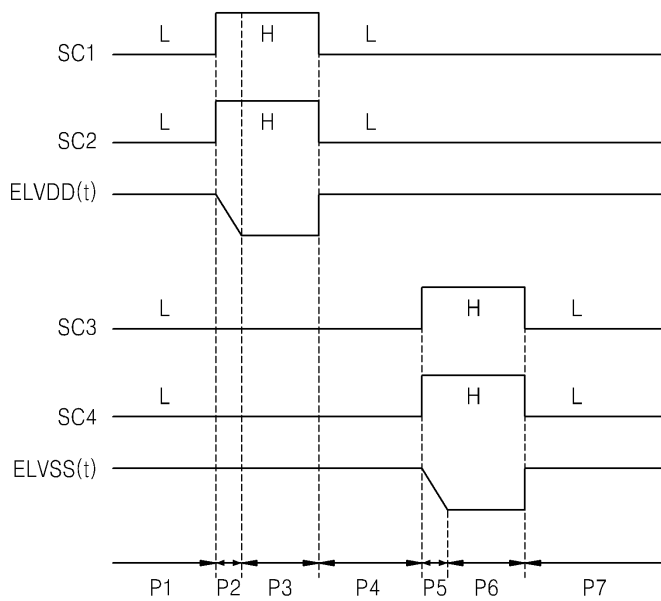 L H L
SC1
L H L
SC2
ELVDD(t)
L H L
SC3
L H L
SC4
ELVSS(t)
P1 P2 P3 P4 P5 P6 P7